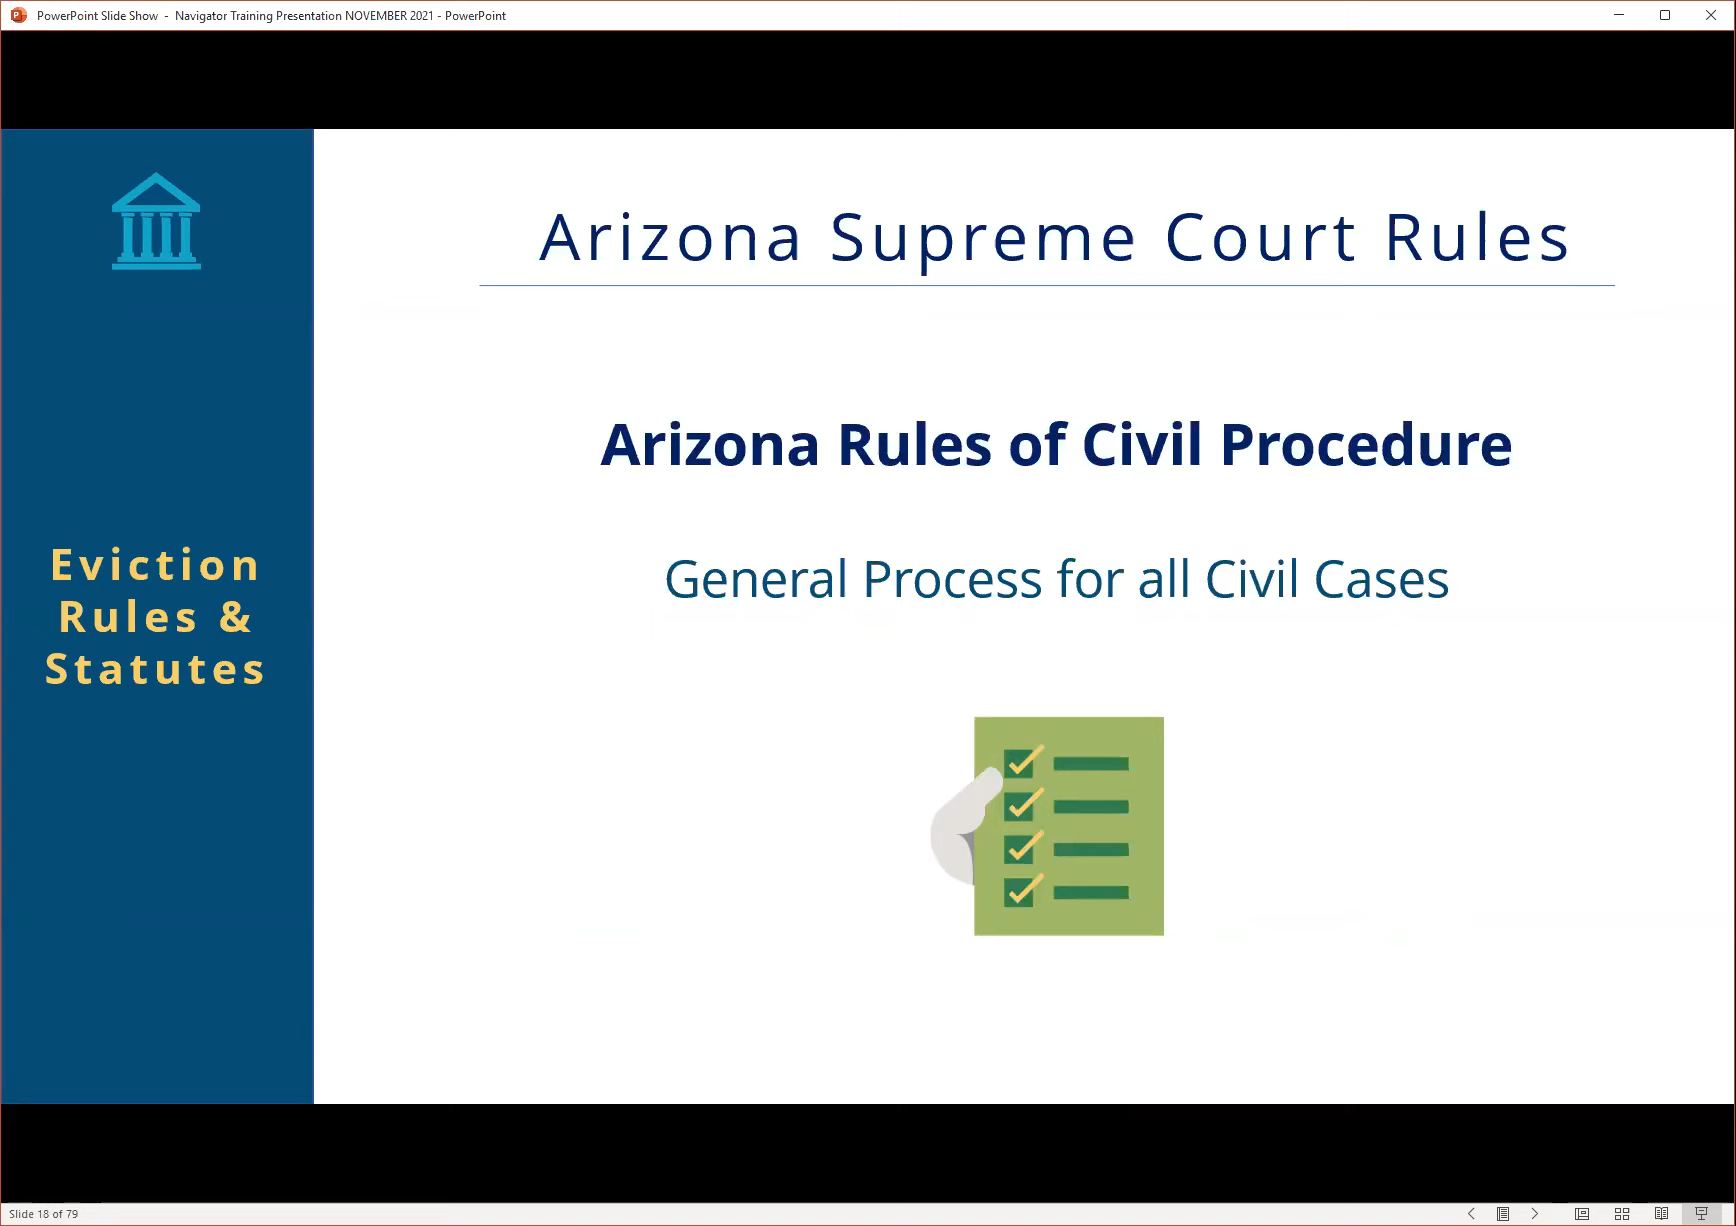 PowerPoint Slide Show - Navigator Training Presentation NOVEMBER 2021 - PowerPoint
Arizona Supreme Court Rules
Arizona Rules of Civil Procedure
General Process for all Civil Cases
Eviction
Rules &
Statutes
Slide 18 of 79